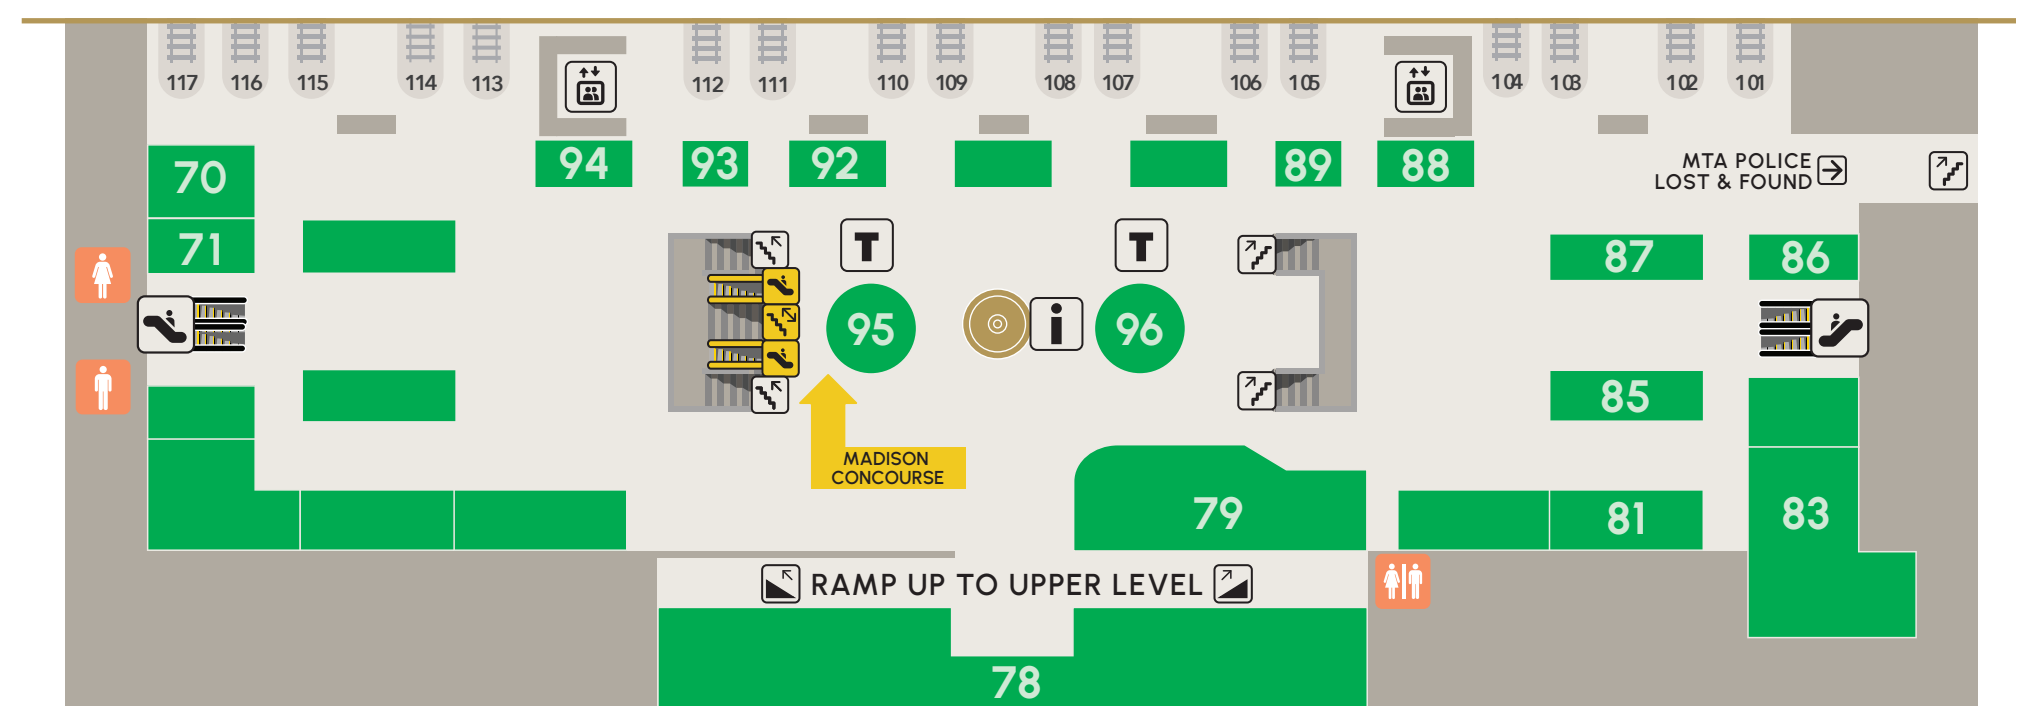 117 116 115 114 113 112 111 110 109 108 107 106 105 104 103 102 101
94 93 92 89 88
MTA POLICE
LOST & FOUND
70
71
T T
87 86
95 i 96
85
MADISON
CONCOURSE
79 81 83
RAMP UP TO UPPER LEVEL
78